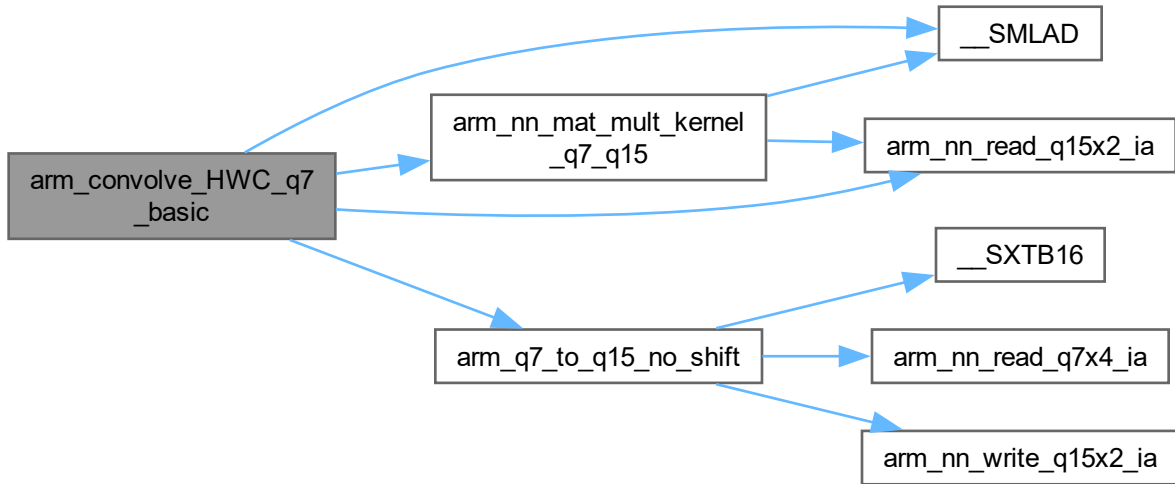 __SMLAD
arm_nn_mat_mult_kernel
_q7_q15
arm_nn_read_q15x2_ia
arm_convolve_HWC_q7
_basic
__SXTB16
arm_q7_to_q15_no_shift
arm_nn_read_q7x4_ia
arm_nn_write_q15x2_ia